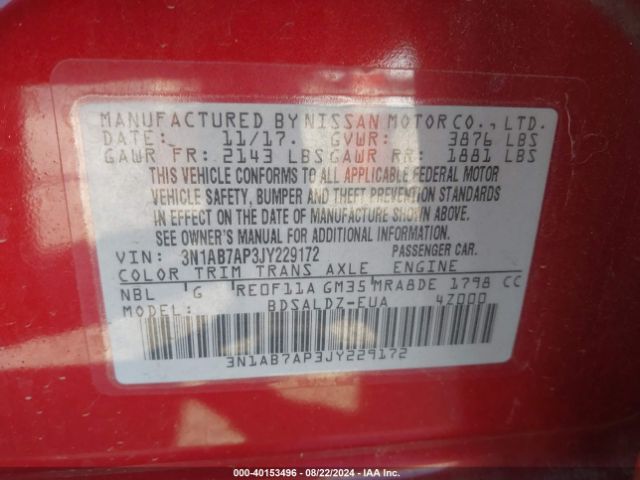 MANUFACTURED BY NISSAN MOTOR CO., LTD.
DATE: 11/17. GVWR: 3876 LBS
GAWR FR: 2143 LBS GAWR RR: 1881 LBS
THIS VEHICLE CONFORMS TO ALL APPLICABLE FEDERAL MOTOR
VEHICLE SAFETY, BUMPER AND THEFT PREVENTION STANDARDS
IN EFFECT ON THE DATE OF MANUFACTURE SHOWN ABOVE.
SEE OWNER'S MANUAL FOR ADDITIONAL INFORMATION.
VIN: 3N1AB7AP3JY229172 PASSENGER CAR.
COLOR TRIM TRANS AXLE ENGINE
NBL G RE0F11A GM35 MRA8DE 1798 CC
MODEL: BDSALDZ-EUA 4Z000
3N1AB7AP3JY229172
000-40153496 - 08/22/2024 - IAA Inc.